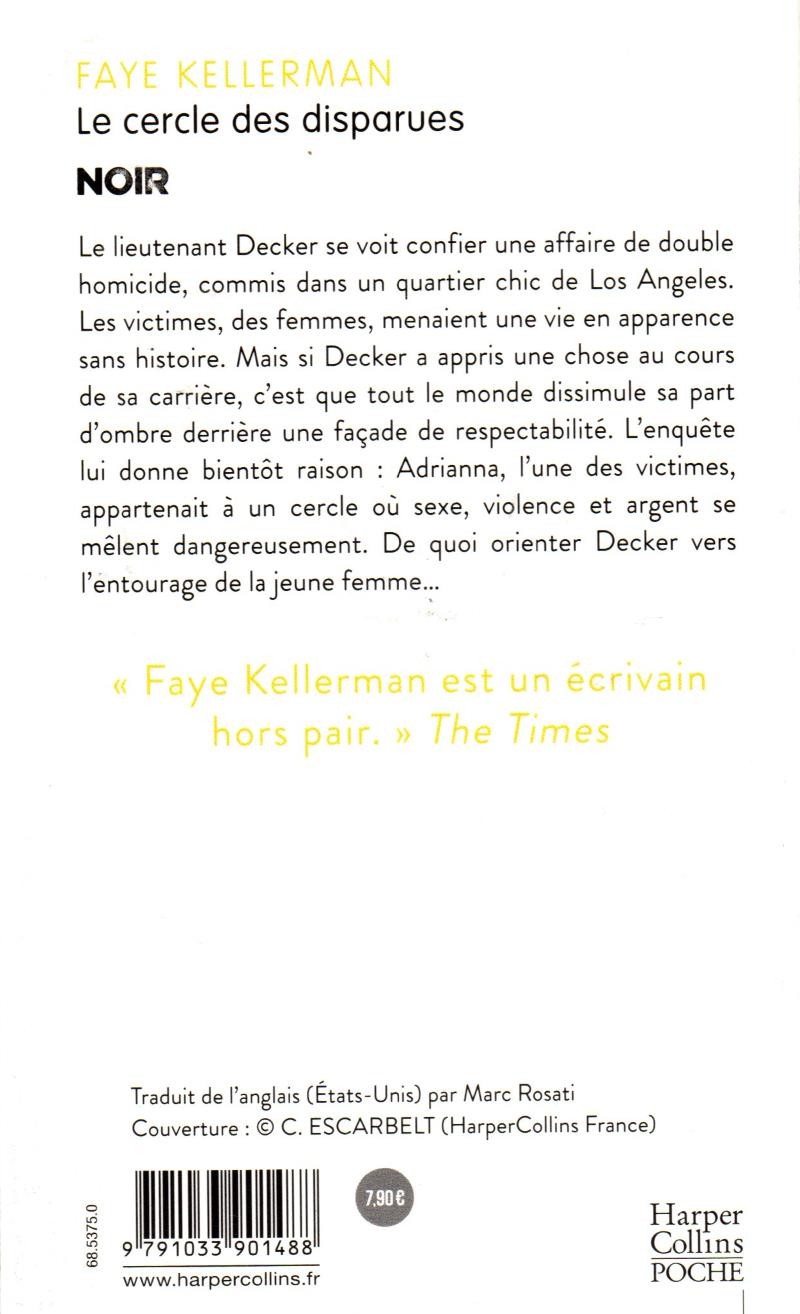 FAYE KELLERMAN
Le cercle des disparues
NOIR
Le lieutenant Decker se voit confier une affaire de double
homicide, commis dans un quartier chic de Los Angeles.
Les victimes, des femmes, menaient une vie en apparence
sans histoire. Mais si Decker a appris une chose au cours
de sa carrière, c'est que tout le monde dissimule sa part
d'ombre derrière une façade de respectabilité. L'enquête
lui donne bientôt raison : Adrianna, l'une des victimes,
appartenait à un cercle où sexe, violence et argent se
mêlent dangereusement. De quoi orienter Decker vers
l'entourage de la jeune femme...
« Faye Kellerman est un écrivain
hors pair. » The Times
Traduit de l'anglais (États-Unis) par Marc Rosati
Couverture : © C. ESCARBELT (HarperCollins France)
68.5375.0
9 791033 901488
7,90 €
www.harpercollins.fr
Harper
Collins
POCHE